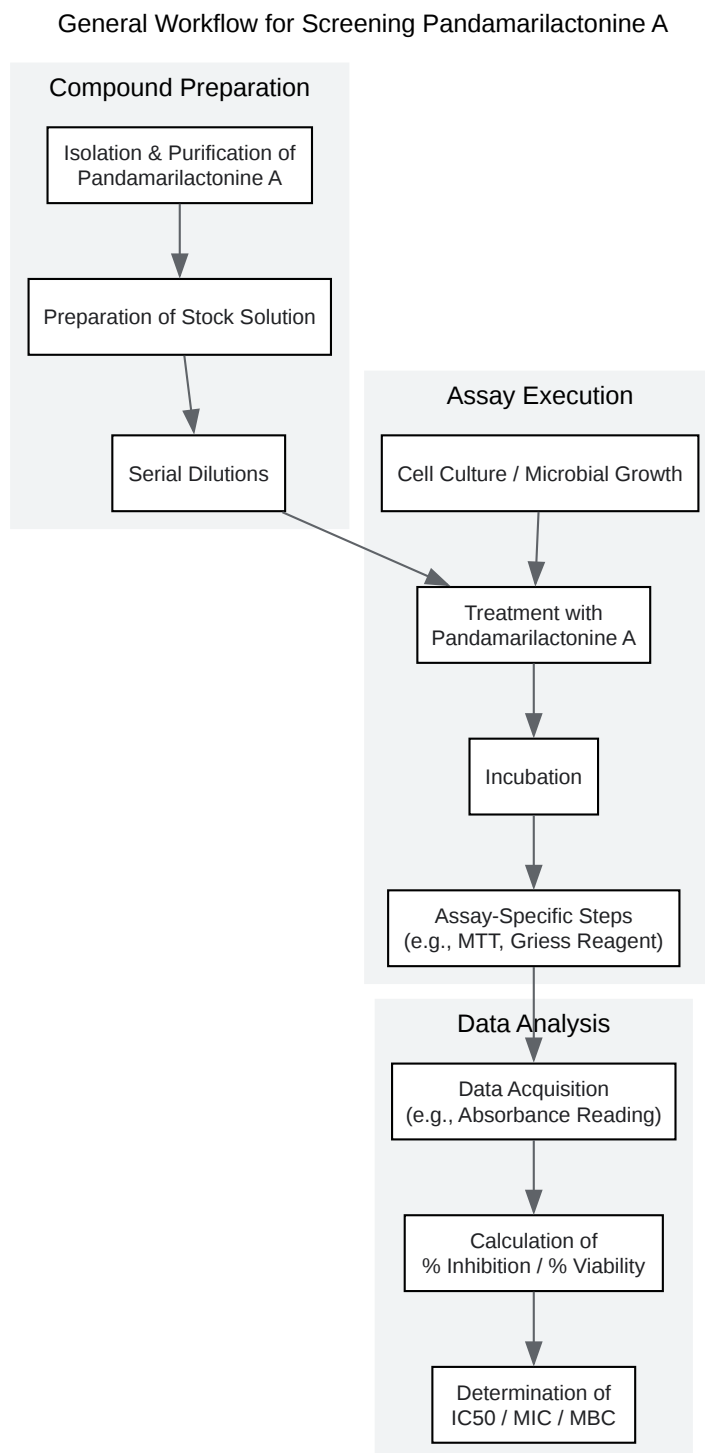 General Workflow for Screening Pandamarilactonine A
Compound Preparation
Isolation & Purification of
Pandamarilactonine A
Preparation of Stock Solution
Serial Dilutions
Assay Execution
Cell Culture / Microbial Growth
Treatment with
Pandamarilactonine A
Incubation
Assay-Specific Steps
(e.g., MTT, Griess Reagent)
Data Analysis
Data Acquisition
(e.g., Absorbance Reading)
Calculation of
% Inhibition / % Viability
Determination of
IC50 / MIC / MBC